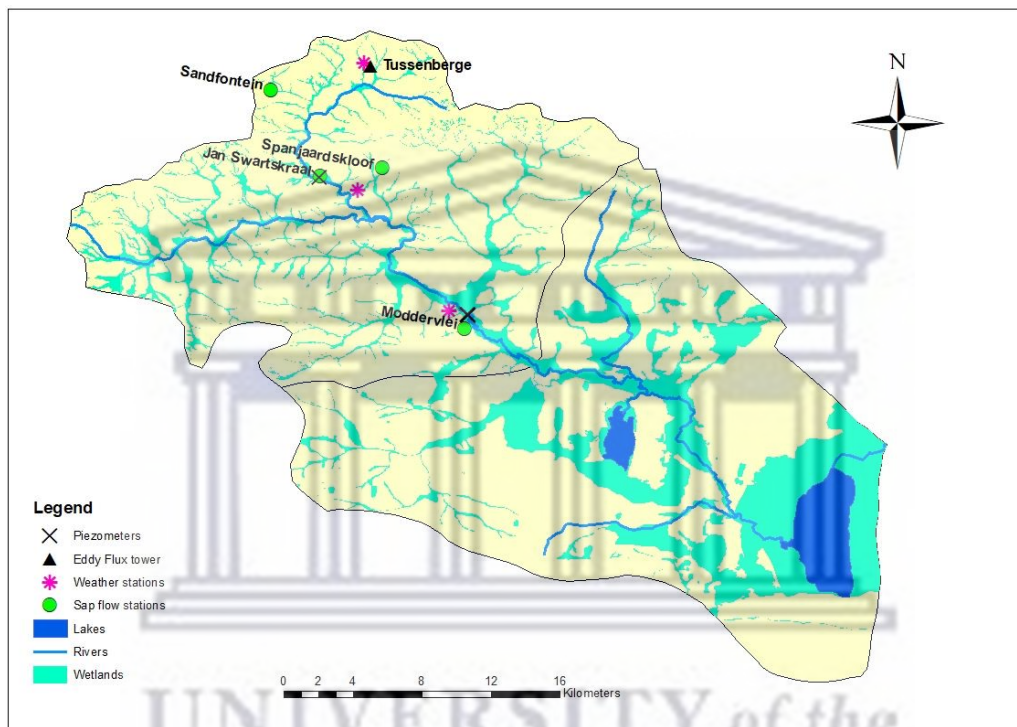 Tussenberge
Sandfontein
N
Spanjaardskloof
Jan Swartskraal
Moddervlei
Legend
Piezometers
Eddy Flux tower
Weather stations
Sap flow stations
Lakes
Rivers
Wetlands
0 2 4 8 12 16
Kilometers
UNIVERSITY of the